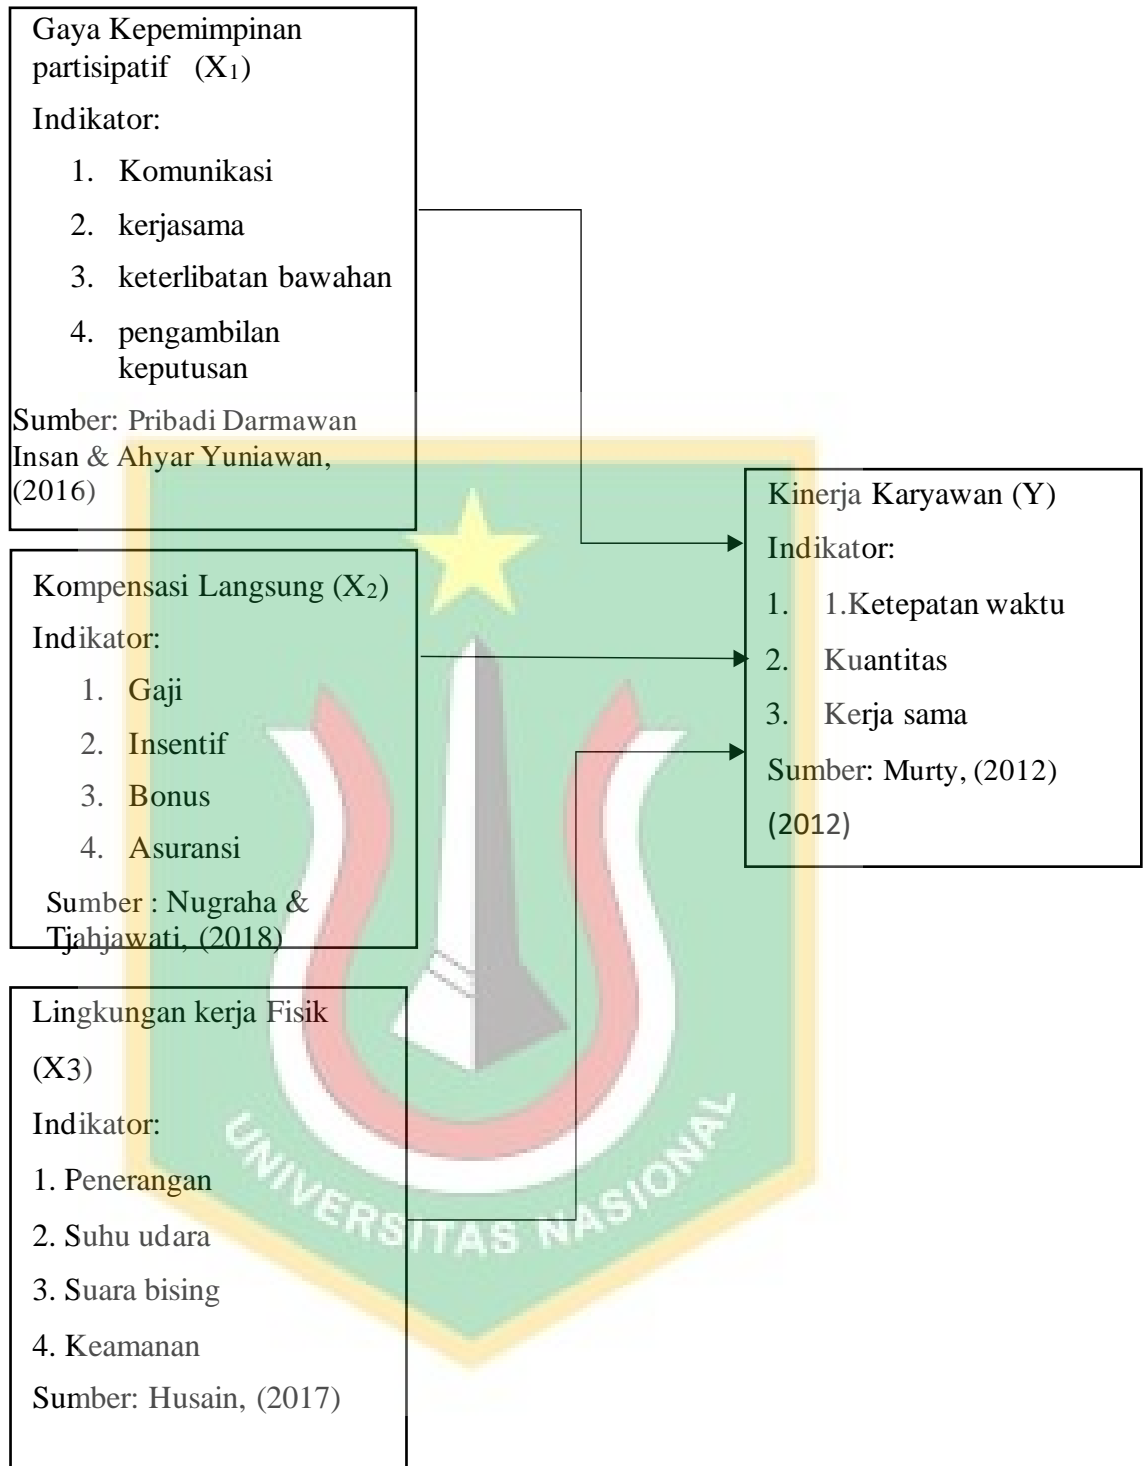 Gaya Kepemimpinan
partisipatif (X1)
Indikator:
1. Komunikasi
2. kerjasama
3. keterlibatan bawahan
4. pengambilan
keputusan
Sumber: Pribadi Darmawan
Insan & Ahyar Yuniawan,
(2016)
Kompensasi Langsung (X2)
Indikator:
1. Gaji
2. Insentif
3. Bonus
4. Asuransi
Sumber : Nugraha &
Tjahjawati, (2018)
Lingkungan kerja Fisik
(X3)
Indikator:
1. Penerangan
2. Suhu udara
3. Suara bising
4. Keamanan
Sumber: Husain, (2017)
Kinerja Karyawan (Y)
Indikator:
1. 1.Ketepatan waktu
2. Kuantitas
3. Kerja sama
Sumber: Murty, (2012)
(2012)
UNIVERSITAS NASIONAL